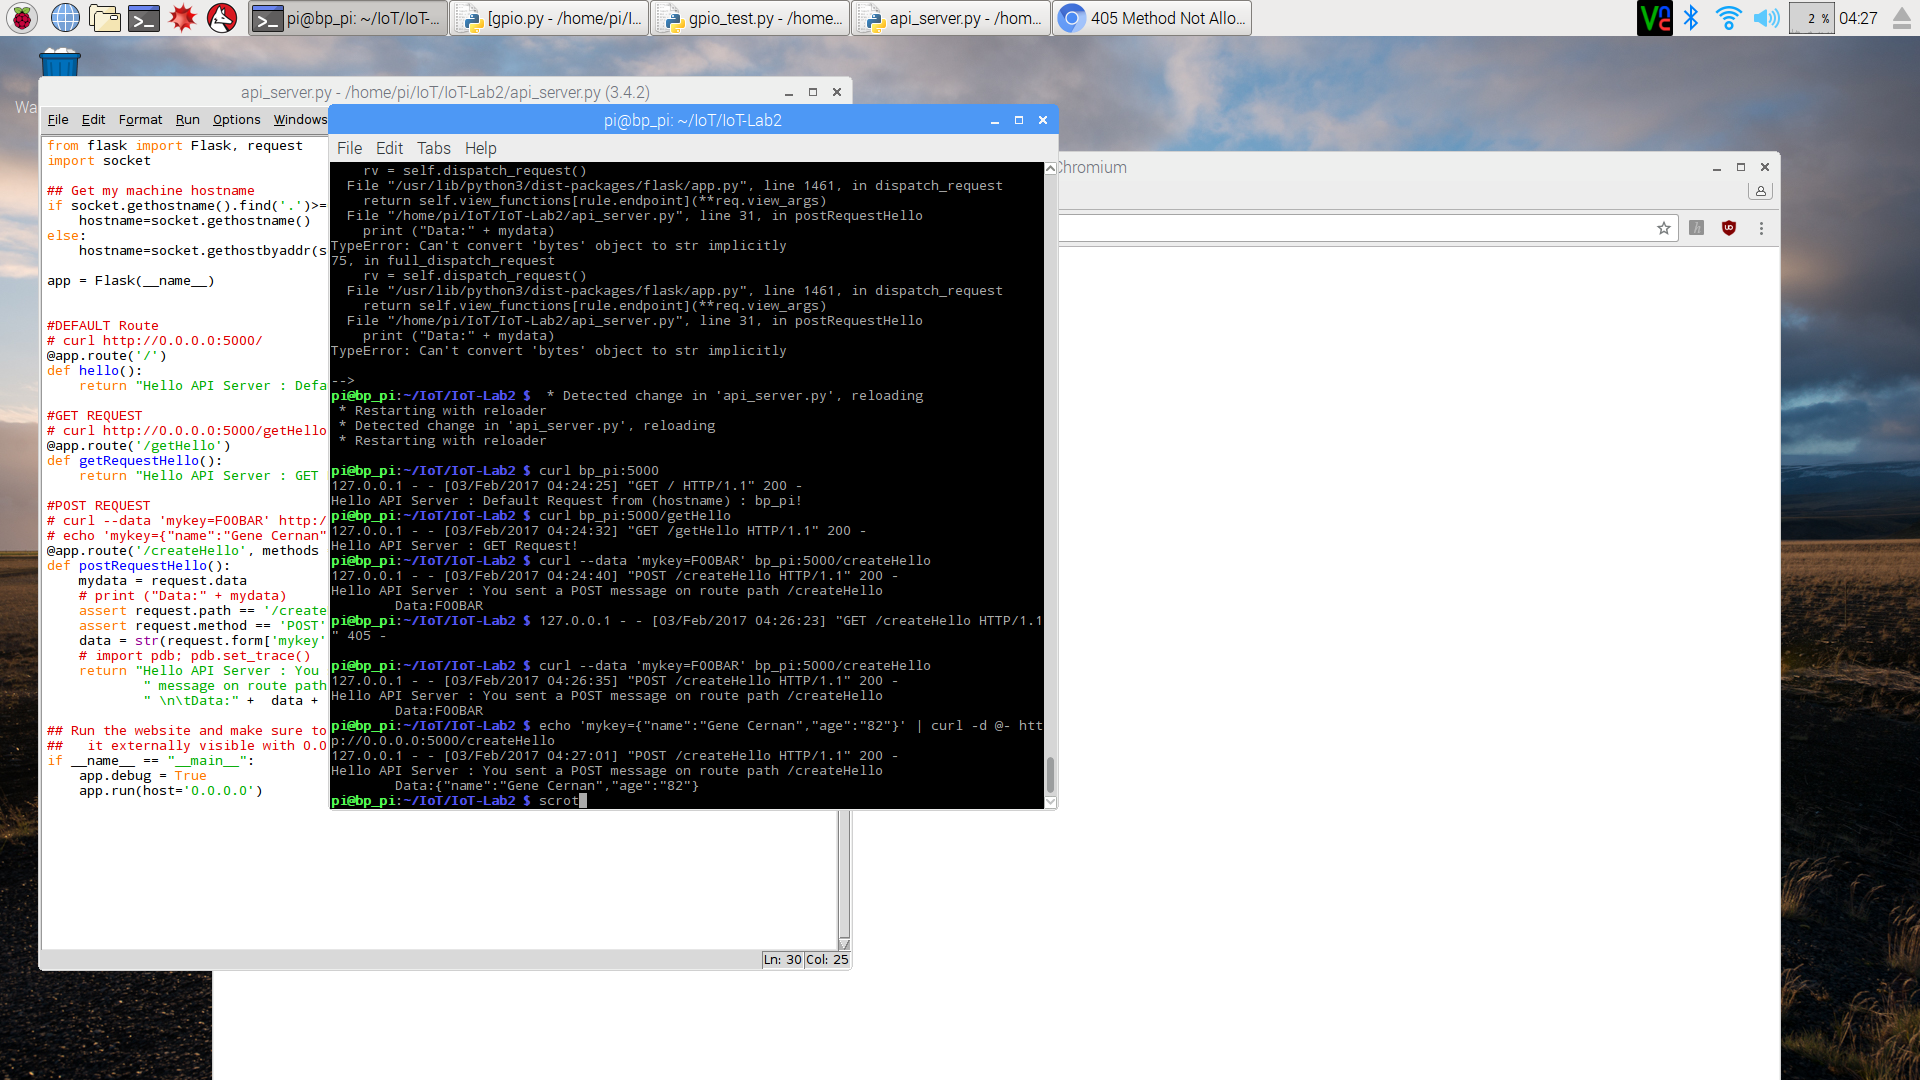 pi@bp_pi: ~/IoT/IoT-...
[gpio.py - /home/pi/I...
gpio_test.py - /home...
api_server.py - /hom...
405 Method Not Allo...
2 %
04:27
Wa
api_server.py - /home/pi/IoT/IoT-Lab2/api_server.py (3.4.2)
File Edit Format Run Options Windows
from flask import Flask, request
import socket
## Get my machine hostname
if socket.gethostname().find('.')>=
    hostname=socket.gethostname()
else:
    hostname=socket.gethostbyaddr(s
app = Flask(__name__)
#DEFAULT Route
# curl http://0.0.0.0:5000/
@app.route('/')
def hello():
    return "Hello API Server : Defa
#GET REQUEST
# curl http://0.0.0.0:5000/getHello
@app.route('/getHello')
def getRequestHello():
    return "Hello API Server : GET
#POST REQUEST
# curl --data 'mykey=FOOBAR' http:/
# echo 'mykey={"name":"Gene Cernan"
@app.route('/createHello', methods
def postRequestHello():
    mydata = request.data
    # print ("Data:" + mydata)
    assert request.path == '/create
    assert request.method == 'POST'
    data = str(request.form['mykey'
    # import pdb; pdb.set_trace()
    return "Hello API Server : You
            " message on route path
            " \n\tData:" +  data +
## Run the website and make sure to
##   it externally visible with 0.0
if __name__ == "__main__":
    app.debug = True
    app.run(host='0.0.0.0')
Ln: 30 Col: 25
pi@bp_pi: ~/IoT/IoT-Lab2
File Edit Tabs Help
    rv = self.dispatch_request()
  File "/usr/lib/python3/dist-packages/flask/app.py", line 1461, in dispatch_request
    return self.view_functions[rule.endpoint](**req.view_args)
  File "/home/pi/IoT/IoT-Lab2/api_server.py", line 31, in postRequestHello
    print ("Data:" + mydata)
TypeError: Can't convert 'bytes' object to str implicitly
75, in full_dispatch_request
    rv = self.dispatch_request()
  File "/usr/lib/python3/dist-packages/flask/app.py", line 1461, in dispatch_request
    return self.view_functions[rule.endpoint](**req.view_args)
  File "/home/pi/IoT/IoT-Lab2/api_server.py", line 31, in postRequestHello
    print ("Data:" + mydata)
TypeError: Can't convert 'bytes' object to str implicitly
-->
pi@bp_pi:~/IoT/IoT-Lab2 $  * Detected change in 'api_server.py', reloading
 * Restarting with reloader
 * Detected change in 'api_server.py', reloading
 * Restarting with reloader
pi@bp_pi:~/IoT/IoT-Lab2 $ curl bp_pi:5000
127.0.0.1 - - [03/Feb/2017 04:24:25] "GET / HTTP/1.1" 200 -
Hello API Server : Default Request from (hostname) : bp_pi!
pi@bp_pi:~/IoT/IoT-Lab2 $ curl bp_pi:5000/getHello
127.0.0.1 - - [03/Feb/2017 04:24:32] "GET /getHello HTTP/1.1" 200 -
Hello API Server : GET Request!
pi@bp_pi:~/IoT/IoT-Lab2 $ curl --data 'mykey=FOOBAR' bp_pi:5000/createHello
127.0.0.1 - - [03/Feb/2017 04:24:40] "POST /createHello HTTP/1.1" 200 -
Hello API Server : You sent a POST message on route path /createHello
        Data:FOOBAR
pi@bp_pi:~/IoT/IoT-Lab2 $ 127.0.0.1 - - [03/Feb/2017 04:26:23] "GET /createHello HTTP/1.1
" 405 -
pi@bp_pi:~/IoT/IoT-Lab2 $ curl --data 'mykey=FOOBAR' bp_pi:5000/createHello
127.0.0.1 - - [03/Feb/2017 04:26:35] "POST /createHello HTTP/1.1" 200 -
Hello API Server : You sent a POST message on route path /createHello
        Data:FOOBAR
pi@bp_pi:~/IoT/IoT-Lab2 $ echo 'mykey={"name":"Gene Cernan","age":"82"}' | curl -d @- htt
p://0.0.0.0:5000/createHello
127.0.0.1 - - [03/Feb/2017 04:27:01] "POST /createHello HTTP/1.1" 200 -
Hello API Server : You sent a POST message on route path /createHello
        Data:{"name":"Gene Cernan","age":"82"}
pi@bp_pi:~/IoT/IoT-Lab2 $ scrot
Chromium